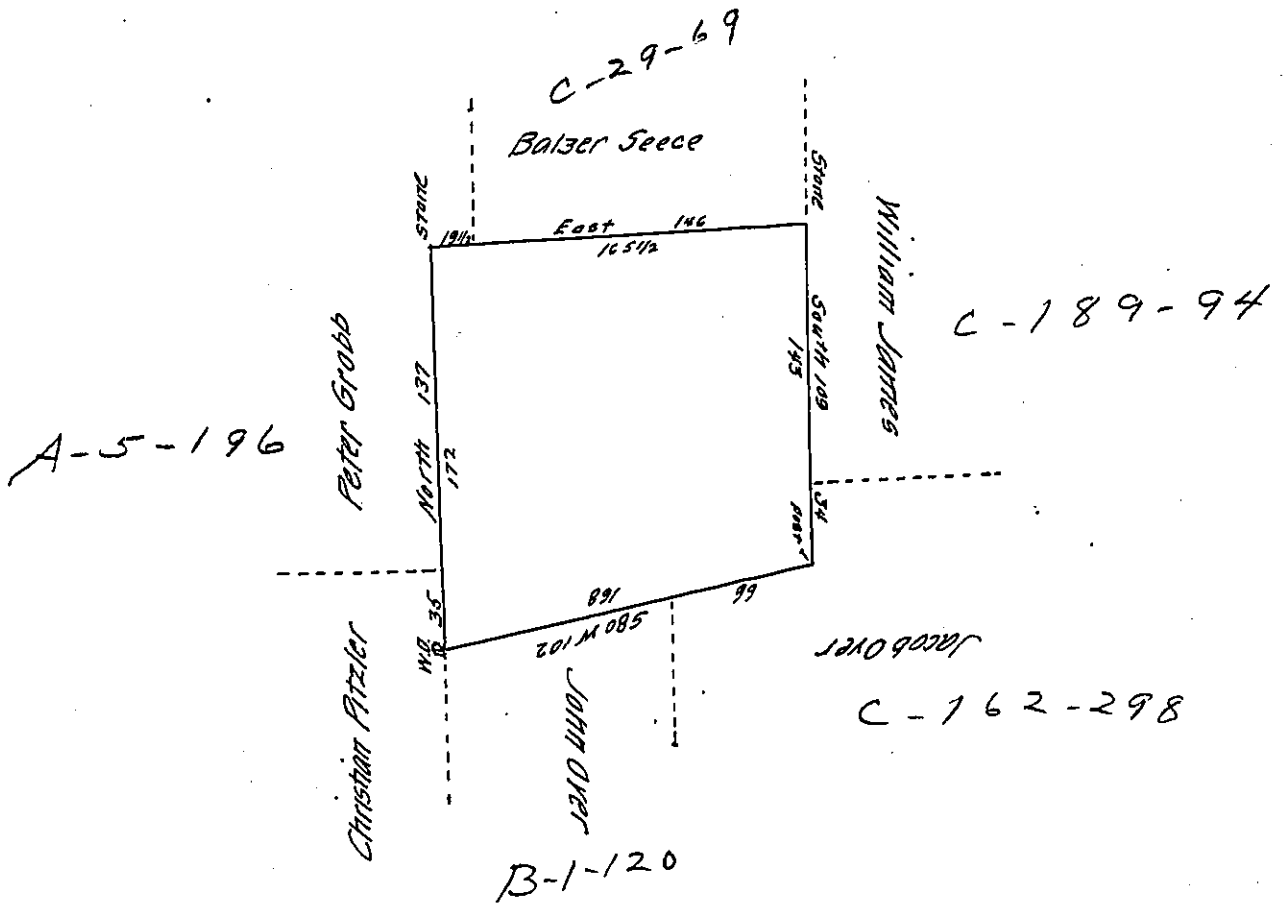 C-29-69
Balzer Seece
Stone
Stone
19 1/2
East 146
165 1/2
William James
C-189-94
South 109
143
Peter Grobb
A-5-196
North 137
172
34
Post
35
W.O.
168
66
S80 W 102
Christian Pitzler
John Over
Jacob Over
C-162-298
B-1-120